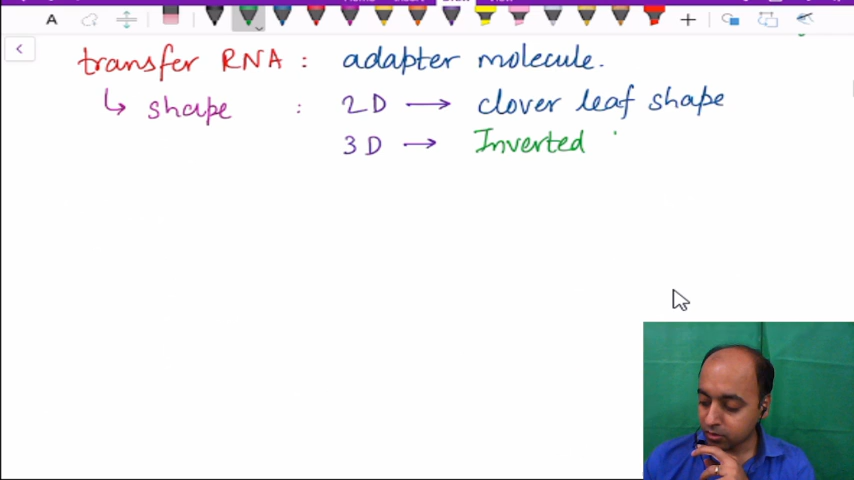 transfer RNA : adapter molecule.
↳ shape : 2D → clover leaf shape
3D → Inverted '